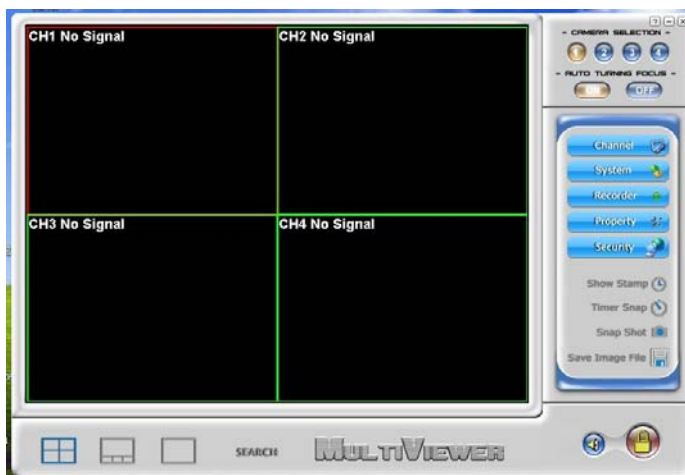 CH1 No Signal
CH2 No Signal
- CAMERA SELECTION -
1 2 3 4
- AUTO TURNING FOCUS -
ON OFF
Channel
System
Recorder
Property
Security
CH3 No Signal
CH4 No Signal
Show Stamp
Timer Snap
Snap Shot
Save Image File
SEARCH
MULTIVIEWER